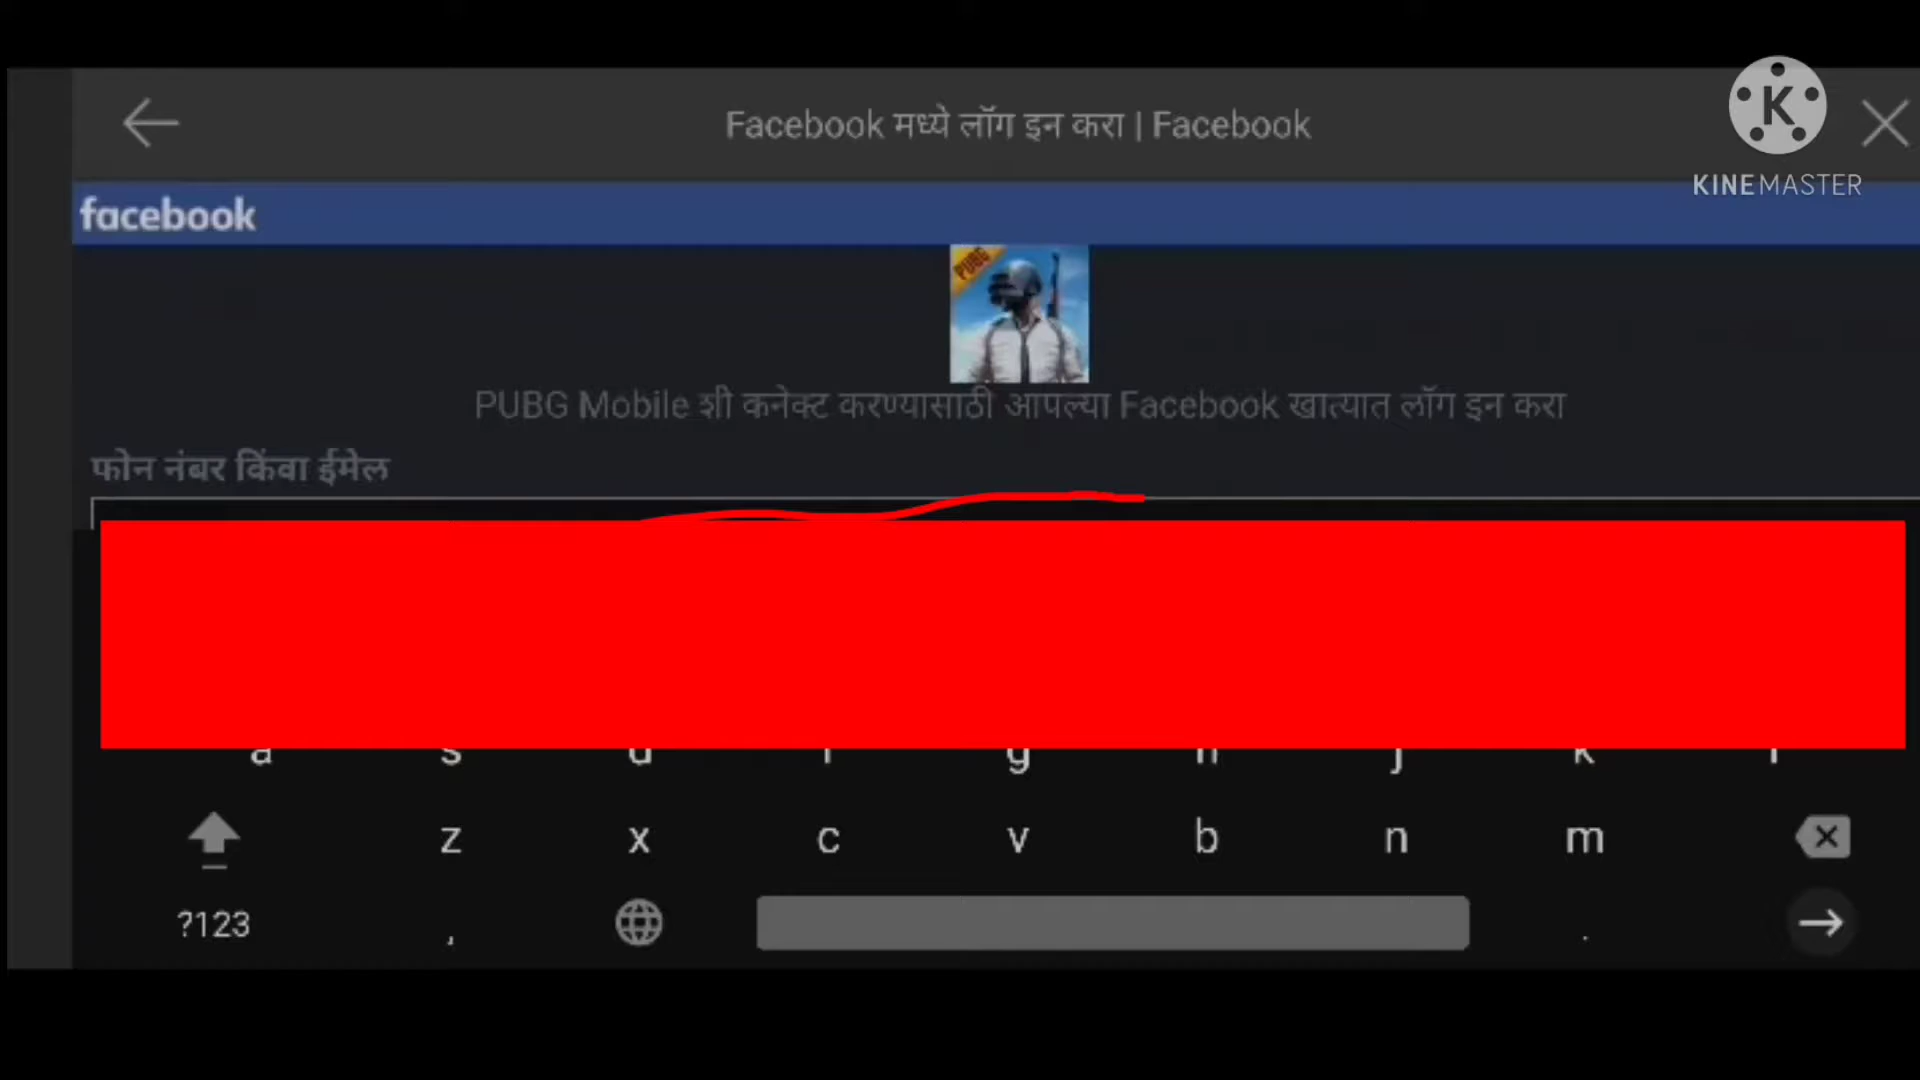 Facebook मध्ये लॉग इन करा | Facebook
KINEMASTER
facebook
PUBG
PUBG Mobile शी कनेक्ट करण्यासाठी आपल्या Facebook खात्यात लॉग इन करा
फोन नंबर किंवा ईमेल
a s d f g h j k l
z x c v b n m
?123 , .